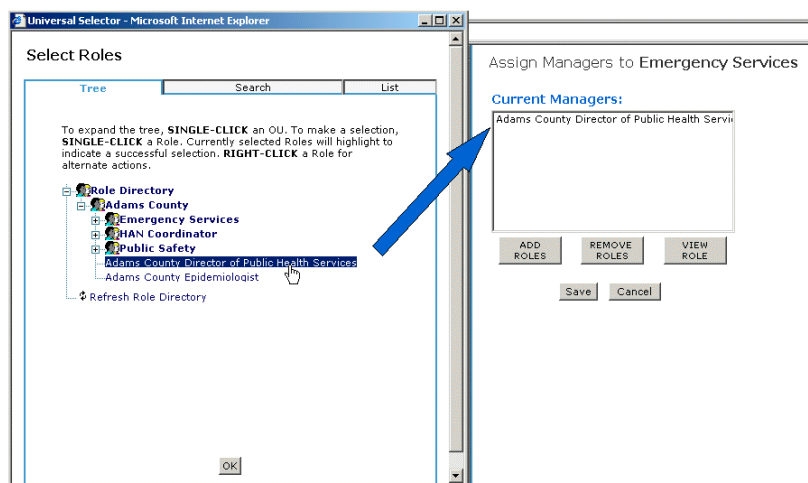 Universal Selector - Microsoft Internet Explorer
Select Roles
Tree
Search
List
To expand the tree, SINGLE-CLICK an OU. To make a selection,
SINGLE-CLICK a Role. Currently selected Roles will highlight to
indicate a successful selection. RIGHT-CLICK a Role for
alternate actions.
Role Directory
Adams County
Emergency Services
HAN Coordinator
Public Safety
Adams County Director of Public Health Services
Adams County Epidemiologist
Refresh Role Directory
OK
Assign Managers to Emergency Services
Current Managers:
Adams County Director of Public Health Servi
ADD
ROLES
REMOVE
ROLES
VIEW
ROLE
Save
Cancel